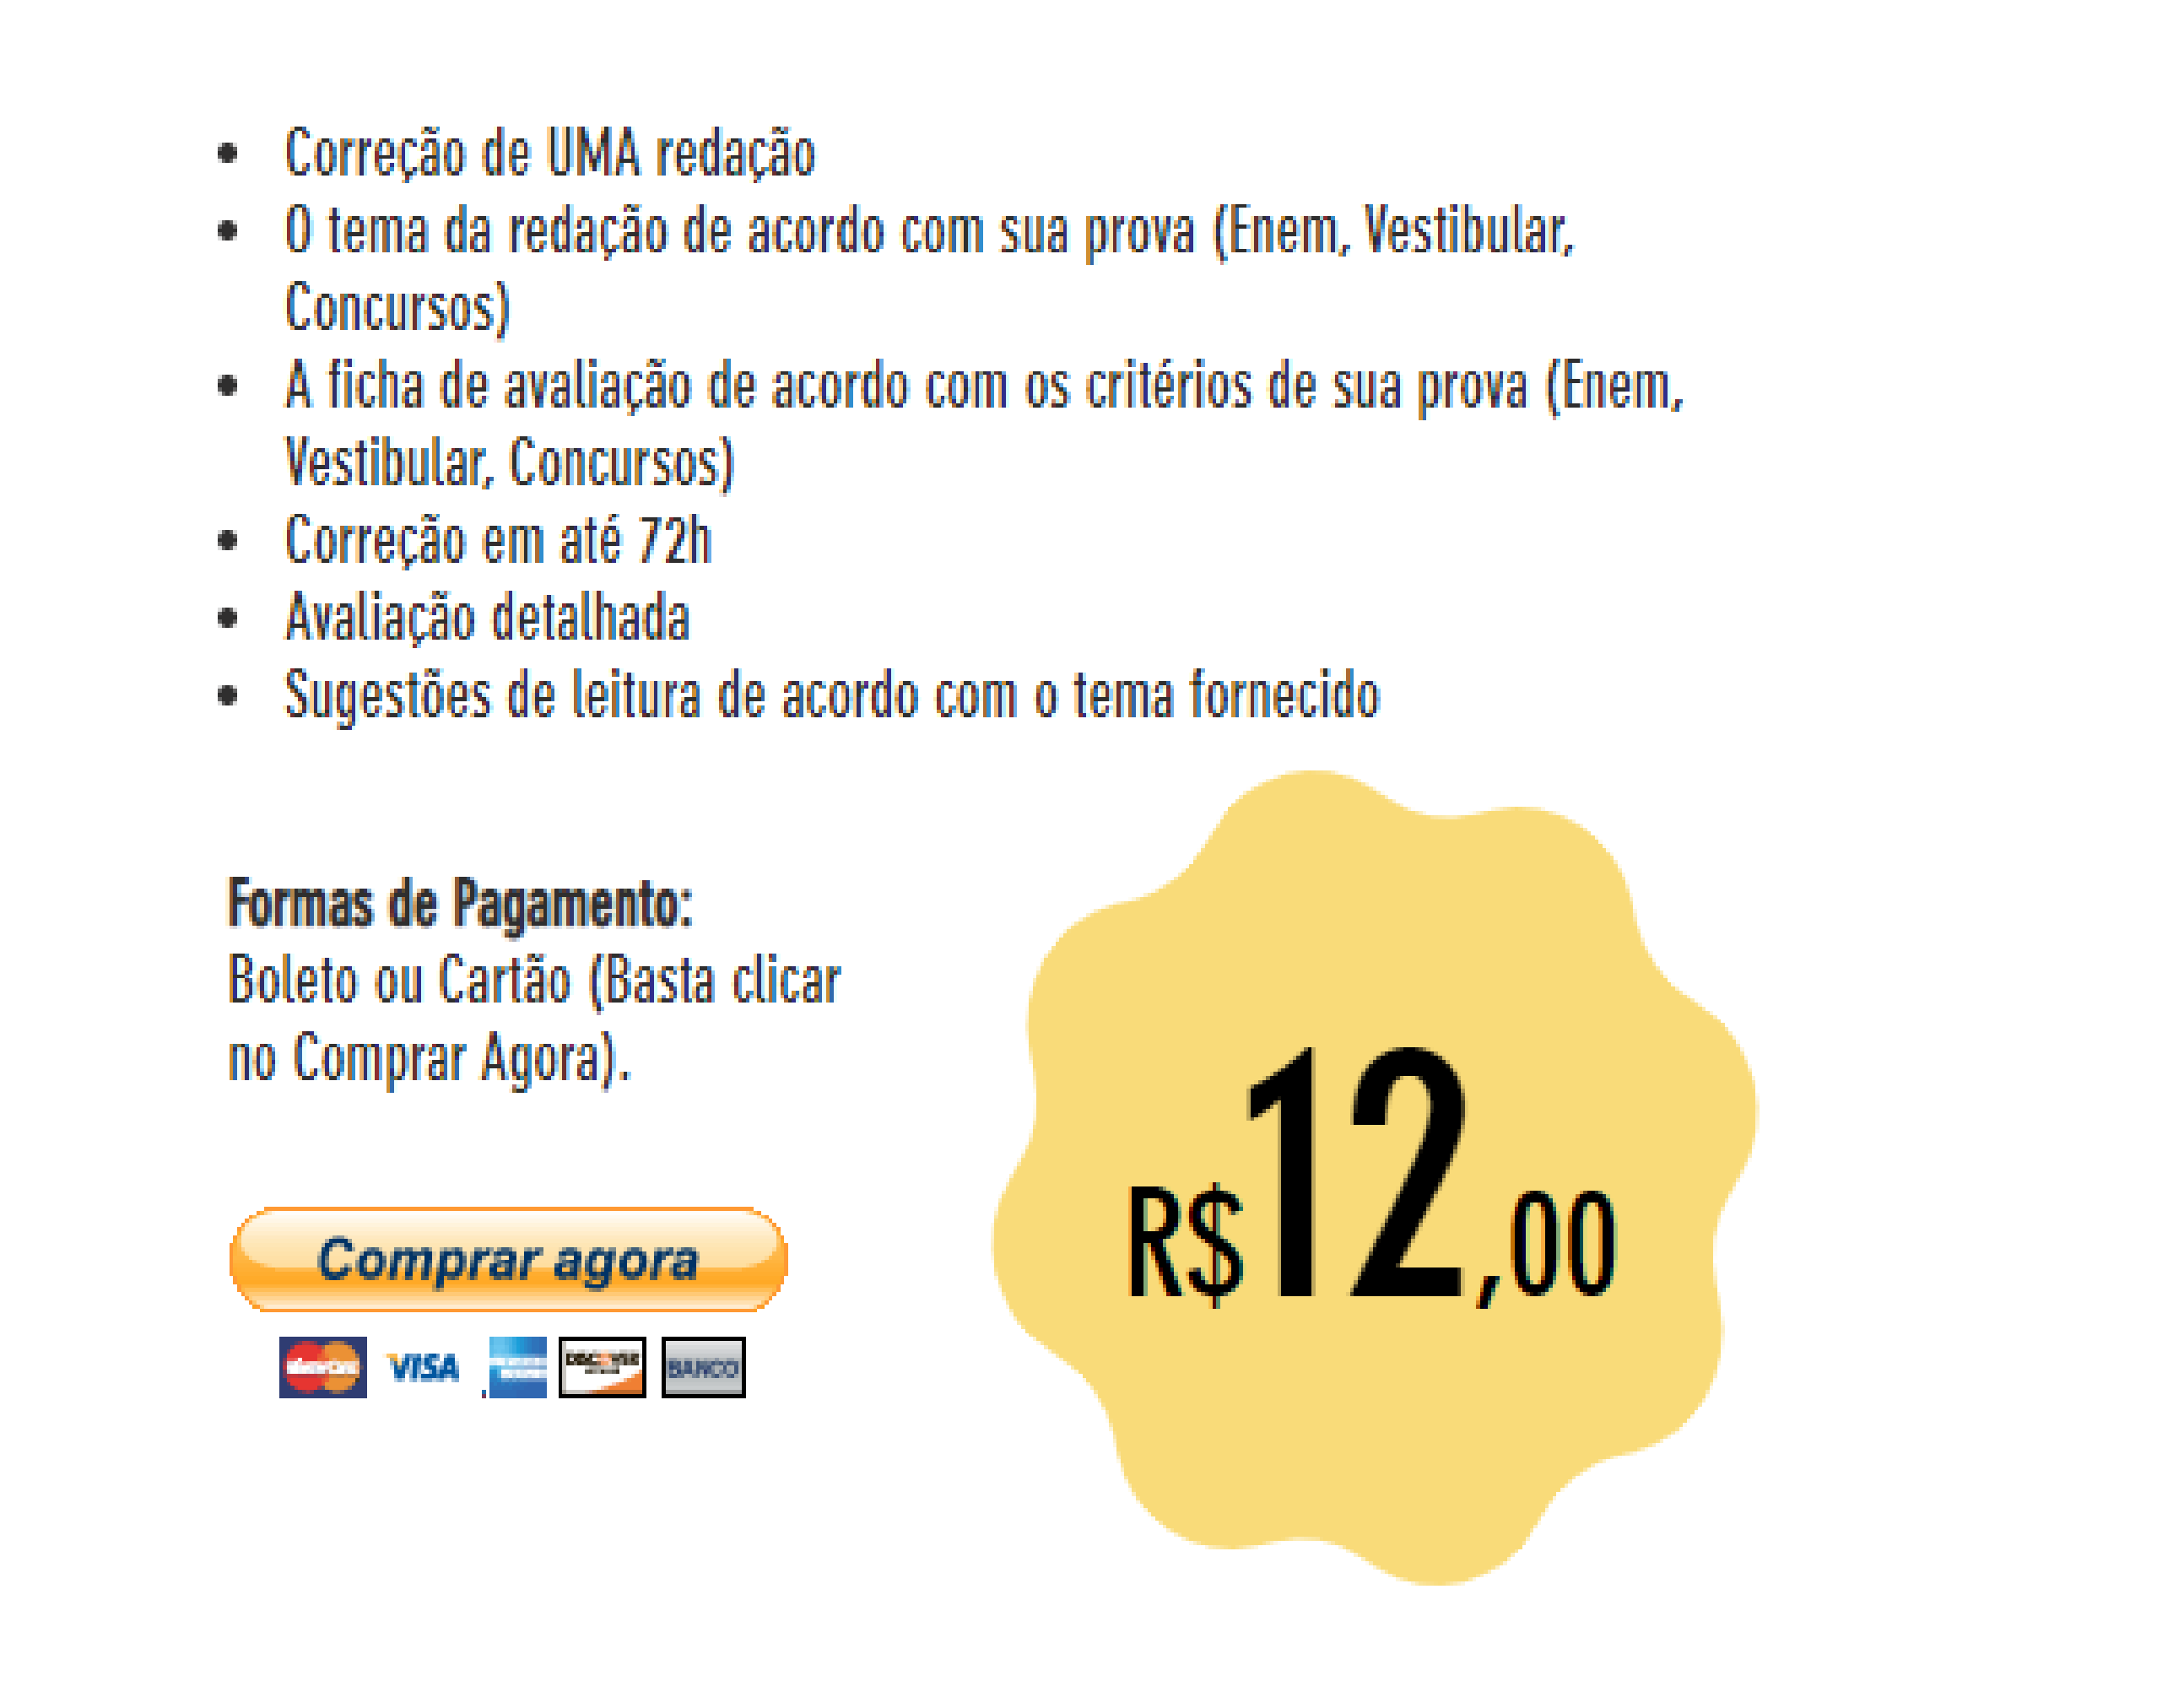 • Correção de UMA redação
• O tema da redação de acordo com sua prova (Enem, Vestibular,
Concursos)
• A ficha de avaliação de acordo com os critérios de sua prova (Enem,
Vestibular, Concursos)
• Correção em até 72h
• Avaliação detalhada
• Sugestões de leitura de acordo com o tema fornecido
Formas de Pagamento:
Boleto ou Cartão (Basta clicar
no Comprar Agora).
R$12,00
Comprar agora
VISA
DISCOVER
BANCO